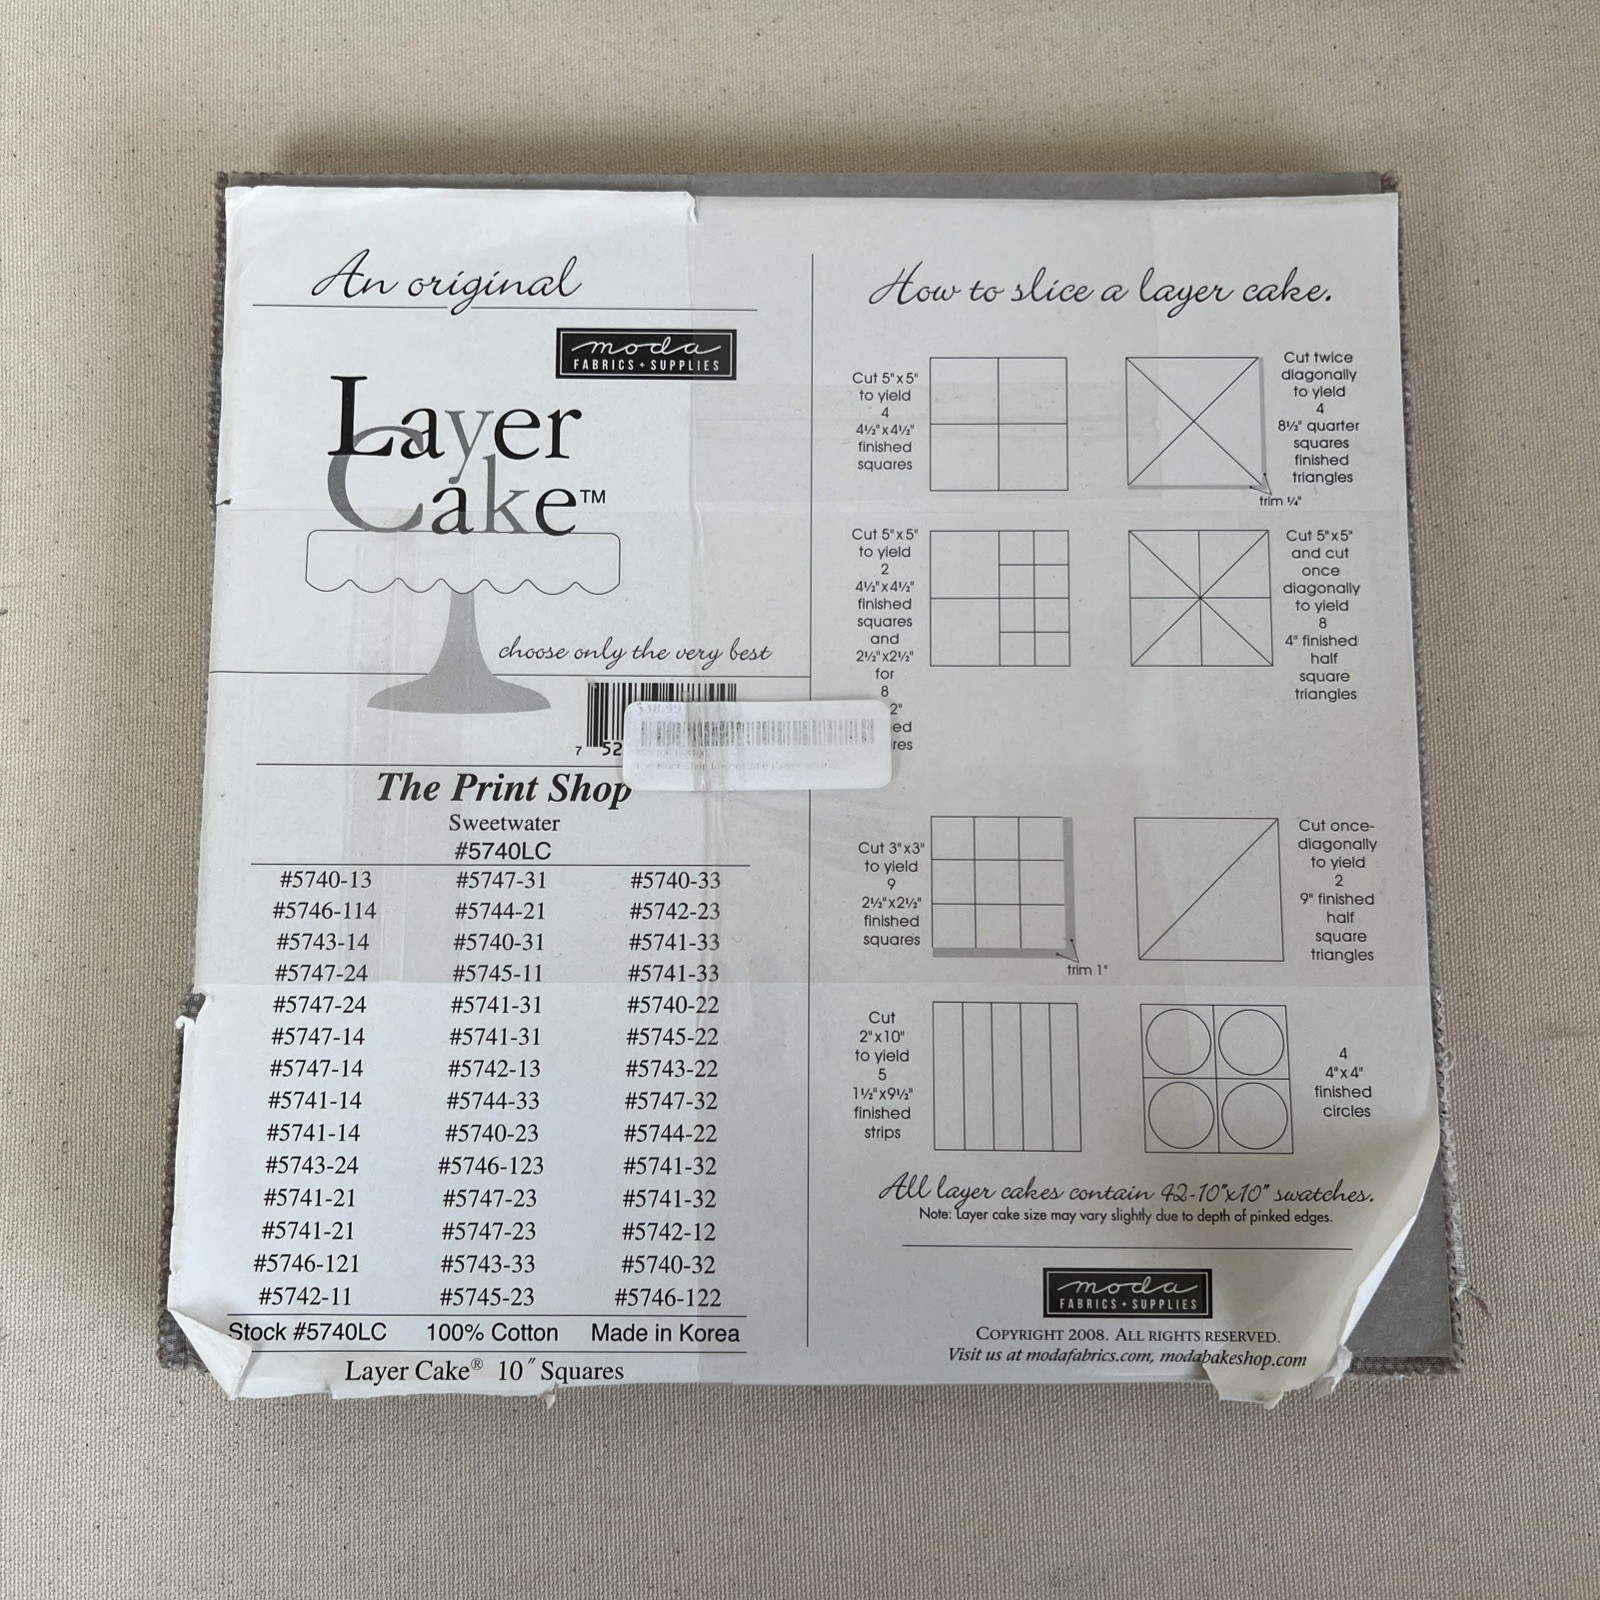 An original
moda
FABRICS + SUPPLIES
Layer
Cake™
choose only the very best
7 52
$38.99
The Print Shop
Sweetwater
#5740LC
#5740-13 #5747-31 #5740-33
#5746-114 #5744-21 #5742-23
#5743-14 #5740-31 #5741-33
#5747-24 #5745-11 #5741-33
#5747-24 #5741-31 #5740-22
#5747-14 #5741-31 #5745-22
#5747-14 #5742-13 #5743-22
#5741-14 #5744-33 #5747-32
#5741-14 #5740-23 #5744-22
#5743-24 #5746-123 #5741-32
#5741-21 #5747-23 #5741-32
#5741-21 #5747-23 #5742-12
#5746-121 #5743-33 #5740-32
#5742-11 #5745-23 #5746-122
Stock #5740LC 100% Cotton Made in Korea
Layer Cake® 10" Squares
How to slice a layer cake.
Cut 5"x5"
to yield
4
4½"x4½"
finished
squares
Cut twice
diagonally
to yield
4
8½" quarter
squares
finished
triangles
trim ¼"
Cut 5"x5"
to yield
2
4½"x4½"
finished
squares
and
2½"x2½"
for
8
2"
ed
res
Cut 5"x5"
and cut
once
diagonally
to yield
8
4" finished
half
square
triangles
Cut 3"x3"
to yield
9
2½"x2½"
finished
squares
trim 1"
Cut once-
diagonally
to yield
2
9" finished
half
square
triangles
Cut
2"x10"
to yield
5
1½"x9½"
finished
strips
4
4"x4"
finished
circles
All layer cakes contain 42-10"x10" swatches.
Note: Layer cake size may vary slightly due to depth of pinked edges.
moda
FABRICS + SUPPLIES
COPYRIGHT 2008. ALL RIGHTS RESERVED.
Visit us at modafabrics.com, modabakeshop.com